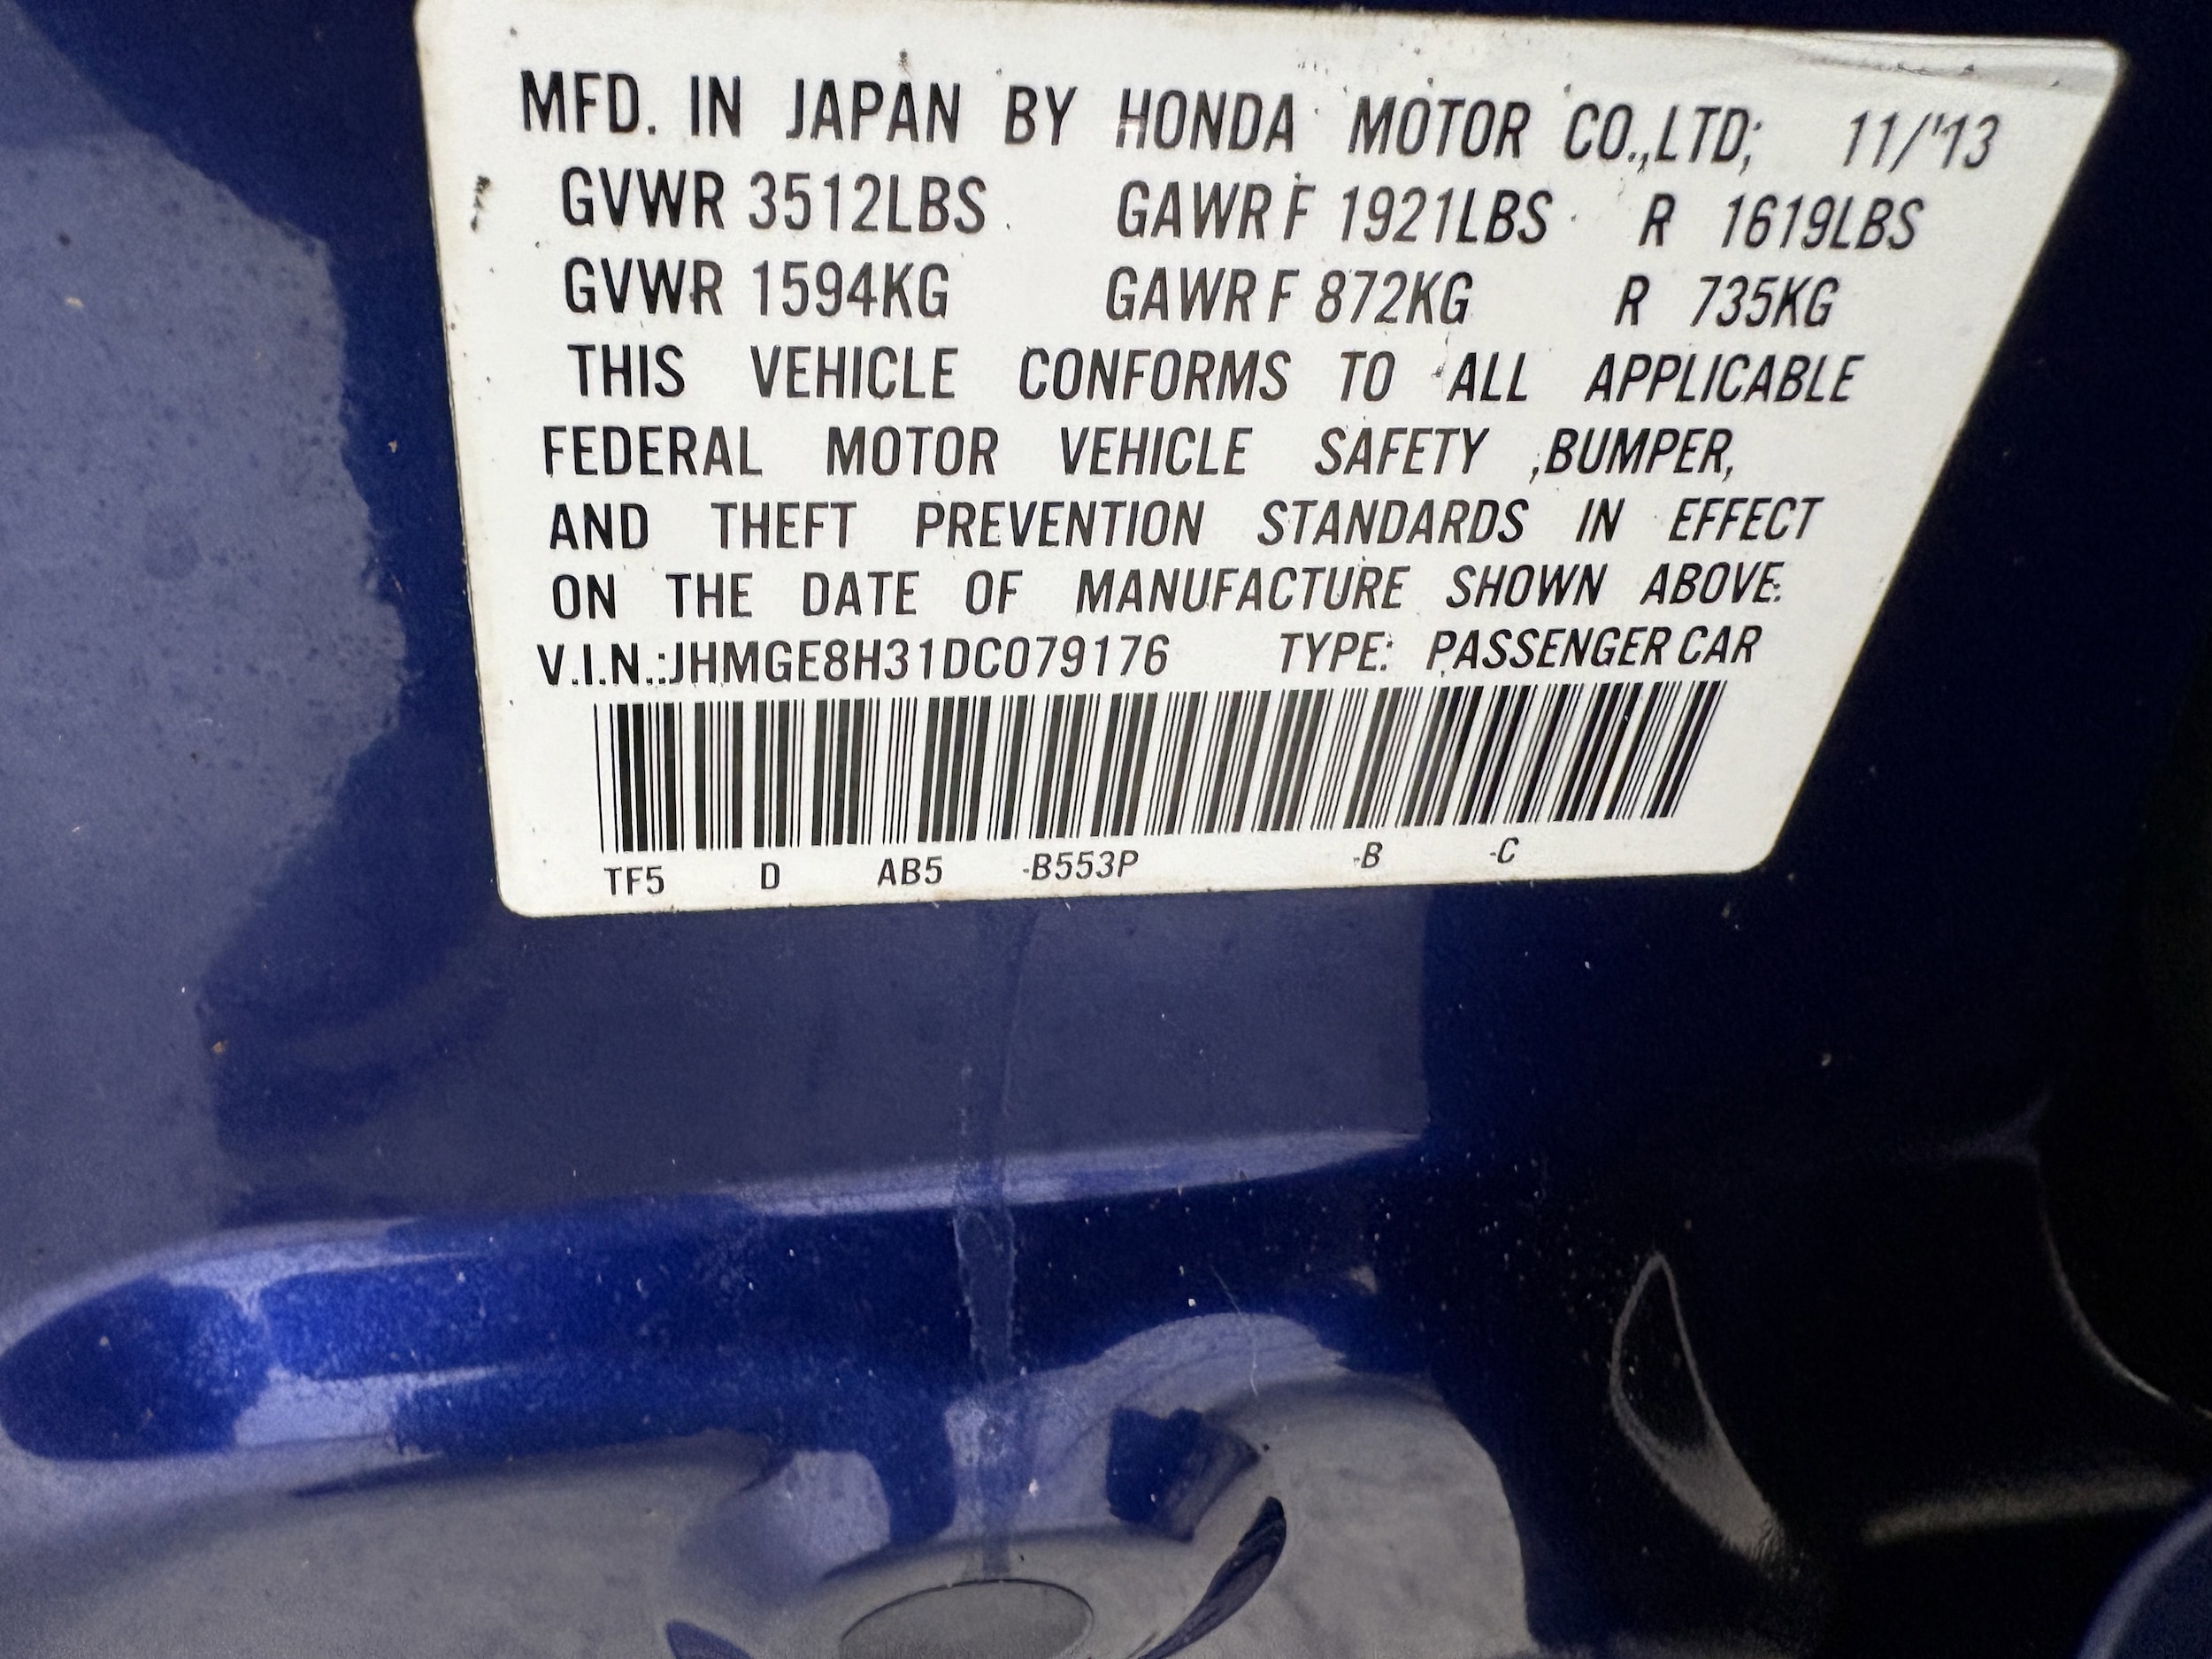 MFD. IN JAPAN BY HONDA MOTOR CO.,LTD; 11/'13
GVWR 3512LBS GAWR F 1921LBS R 1619LBS
GVWR 1594KG GAWR F 872KG R 735KG
THIS VEHICLE CONFORMS TO ALL APPLICABLE
FEDERAL MOTOR VEHICLE SAFETY ,BUMPER,
AND THEFT PREVENTION STANDARDS IN EFFECT
ON THE DATE OF MANUFACTURE SHOWN ABOVE.
V.I.N.:JHMGE8H31DC079176 TYPE: PASSENGER CAR
TF5 D AB5 -B553P -B -C